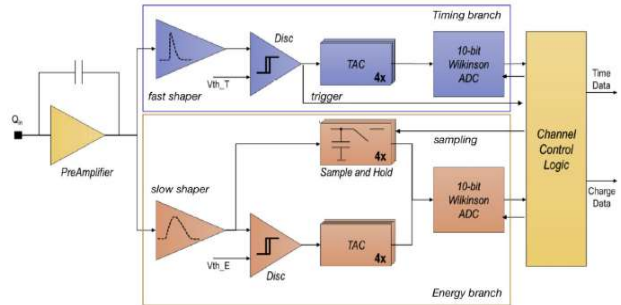 Timing branch
Disc
10-bit
Wilkinson
ADC
TAC
4x
fast shaper
Vth_T
trigger
Time
Data
Qin
PreAmplifier
sampling
Channel
Control
Logic
4x
Sample and Hold
slow shaper
10-bit
Wilkinson
ADC
Charge
Data
TAC
4x
Vth_E
Disc
Energy branch